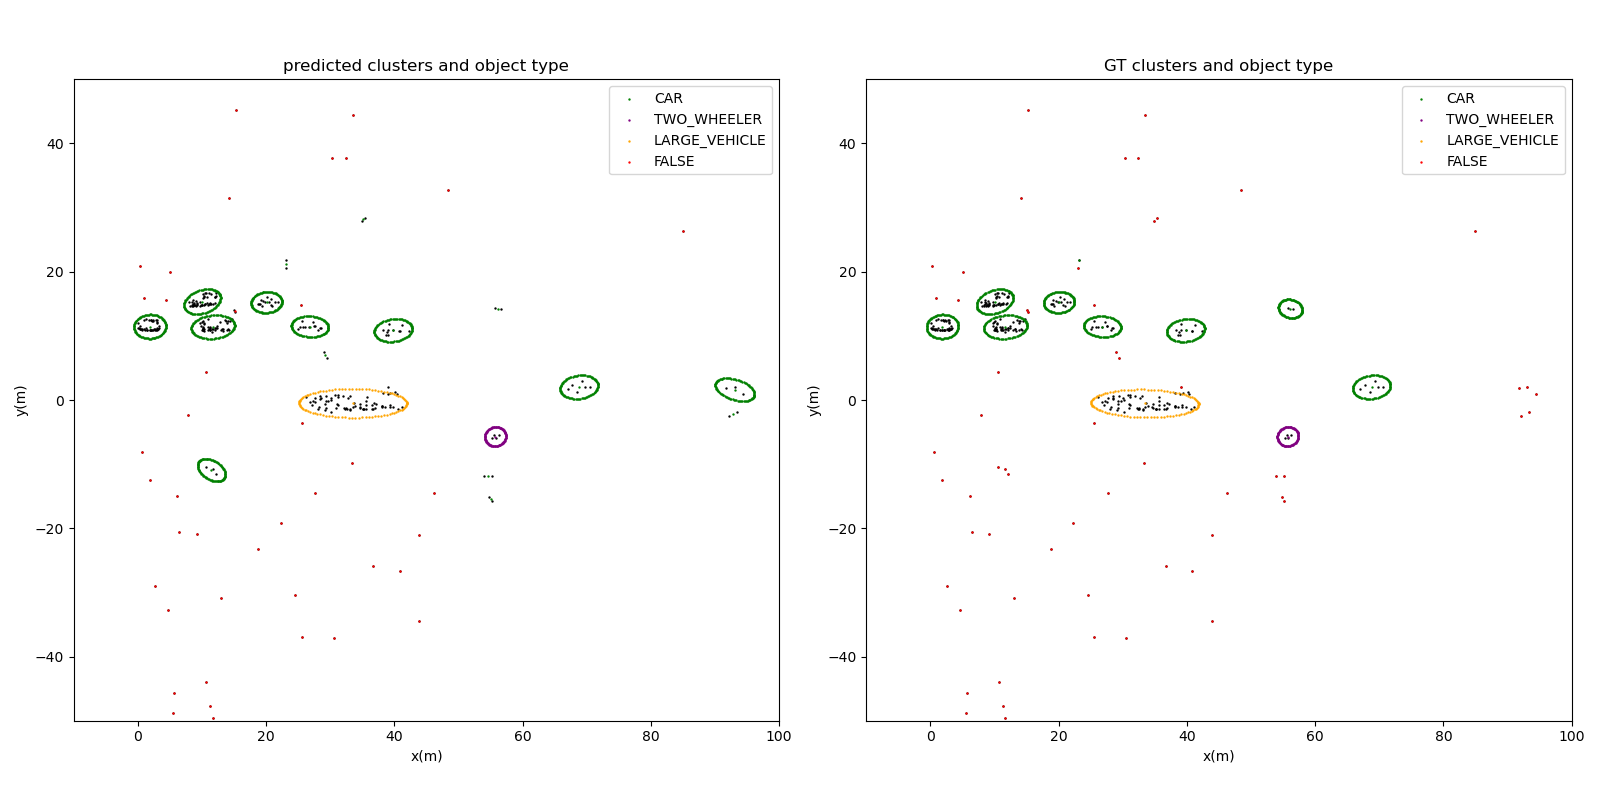 predicted clusters and object type
CAR
TWO_WHEELER
LARGE_VEHICLE
FALSE
40
20
0
−20
−40
y(m)
0
20
40
60
80
100
x(m)
GT clusters and object type
CAR
TWO_WHEELER
LARGE_VEHICLE
FALSE
40
20
0
−20
−40
y(m)
0
20
40
60
80
100
x(m)